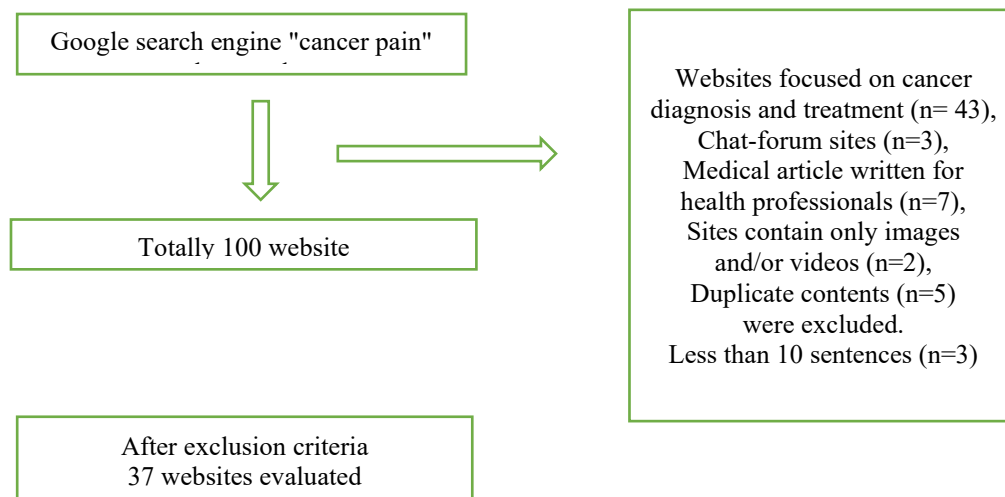 Google search engine "cancer pain"
Totally 100 website
After exclusion criteria
37 websites evaluated
Websites focused on cancer
diagnosis and treatment (n= 43),
Chat-forum sites (n=3),
Medical article written for
health professionals (n=7),
Sites contain only images
and/or videos (n=2),
Duplicate contents (n=5)
were excluded.
Less than 10 sentences (n=3)